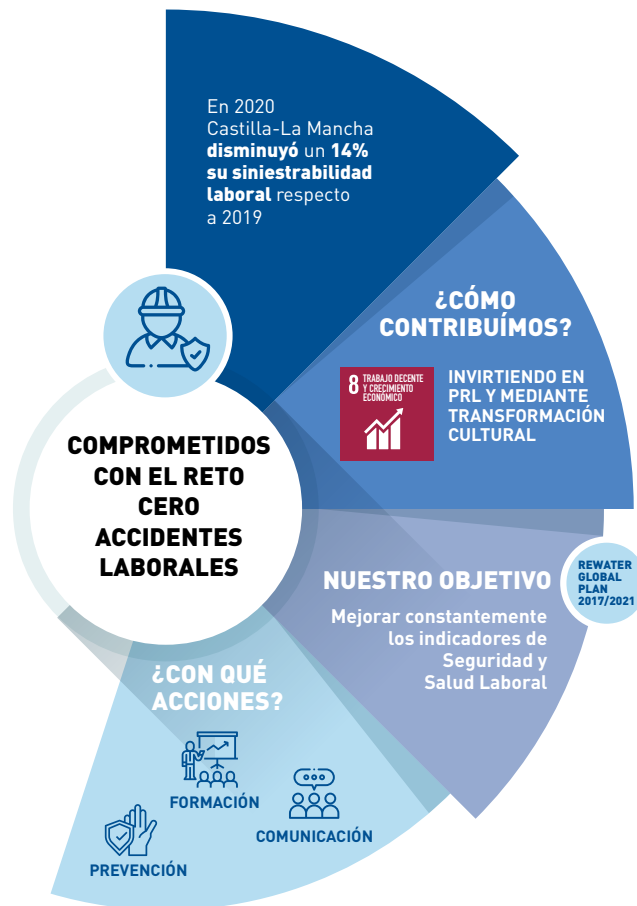 En 2020
Castilla-La Mancha
disminuyó un 14%
su siniestrabilidad
laboral respecto
a 2019
¿CÓMO
CONTRIBUÍMOS?
8 TRABAJO DECENTE
Y CRECIMIENTO
ECONÓMICO
INVIRTIENDO EN
PRL Y MEDIANTE
TRANSFORMACIÓN
CULTURAL
COMPROMETIDOS
CON EL RETO
CERO
ACCIDENTES
LABORALES
NUESTRO OBJETIVO
Mejorar constantemente
los indicadores de
Seguridad y
Salud Laboral
REWATER
GLOBAL
PLAN
2017/2021
¿CON QUÉ
ACCIONES?
FORMACIÓN
COMUNICACIÓN
PREVENCIÓN